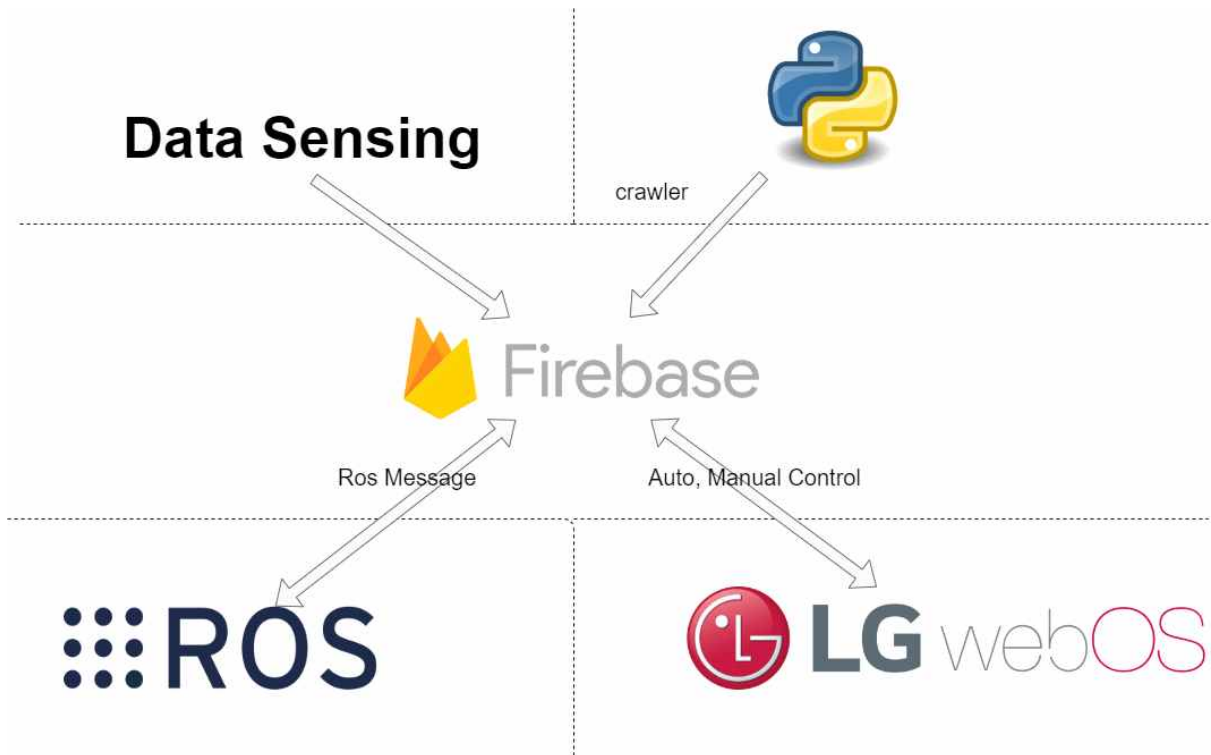 Data Sensing
crawler
Firebase
Ros Message
Auto, Manual Control
ROS
LG webOS